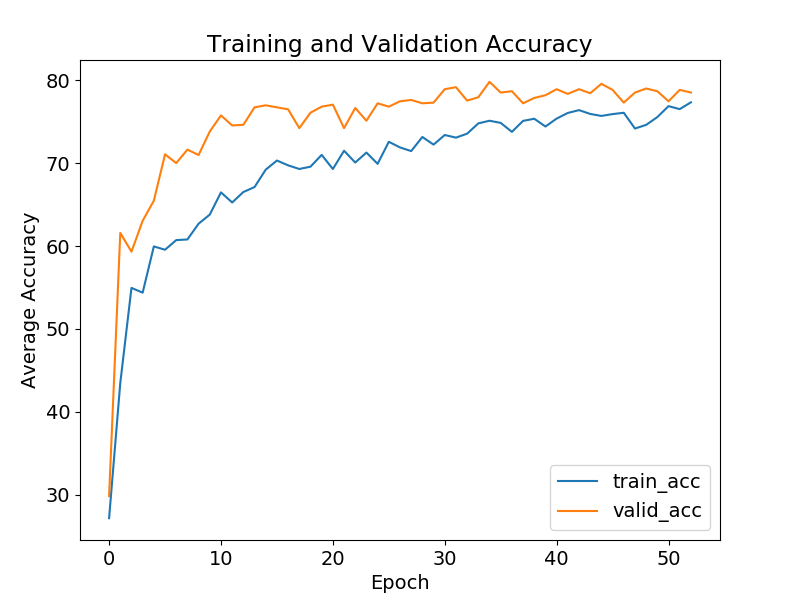 Training and Validation Accuracy
80
70
60
50
40
30
Average Accuracy
train_acc
valid_acc
0 10 20 30 40 50
Epoch